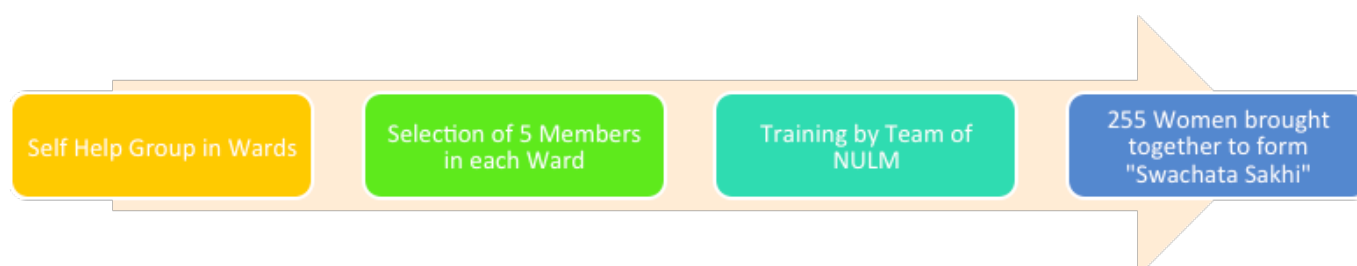 Self Help Group in Wards
Selection of 5 Members
in each Ward
Training by Team of
NULM
255 Women brought
together to form
"Swachata Sakhi"